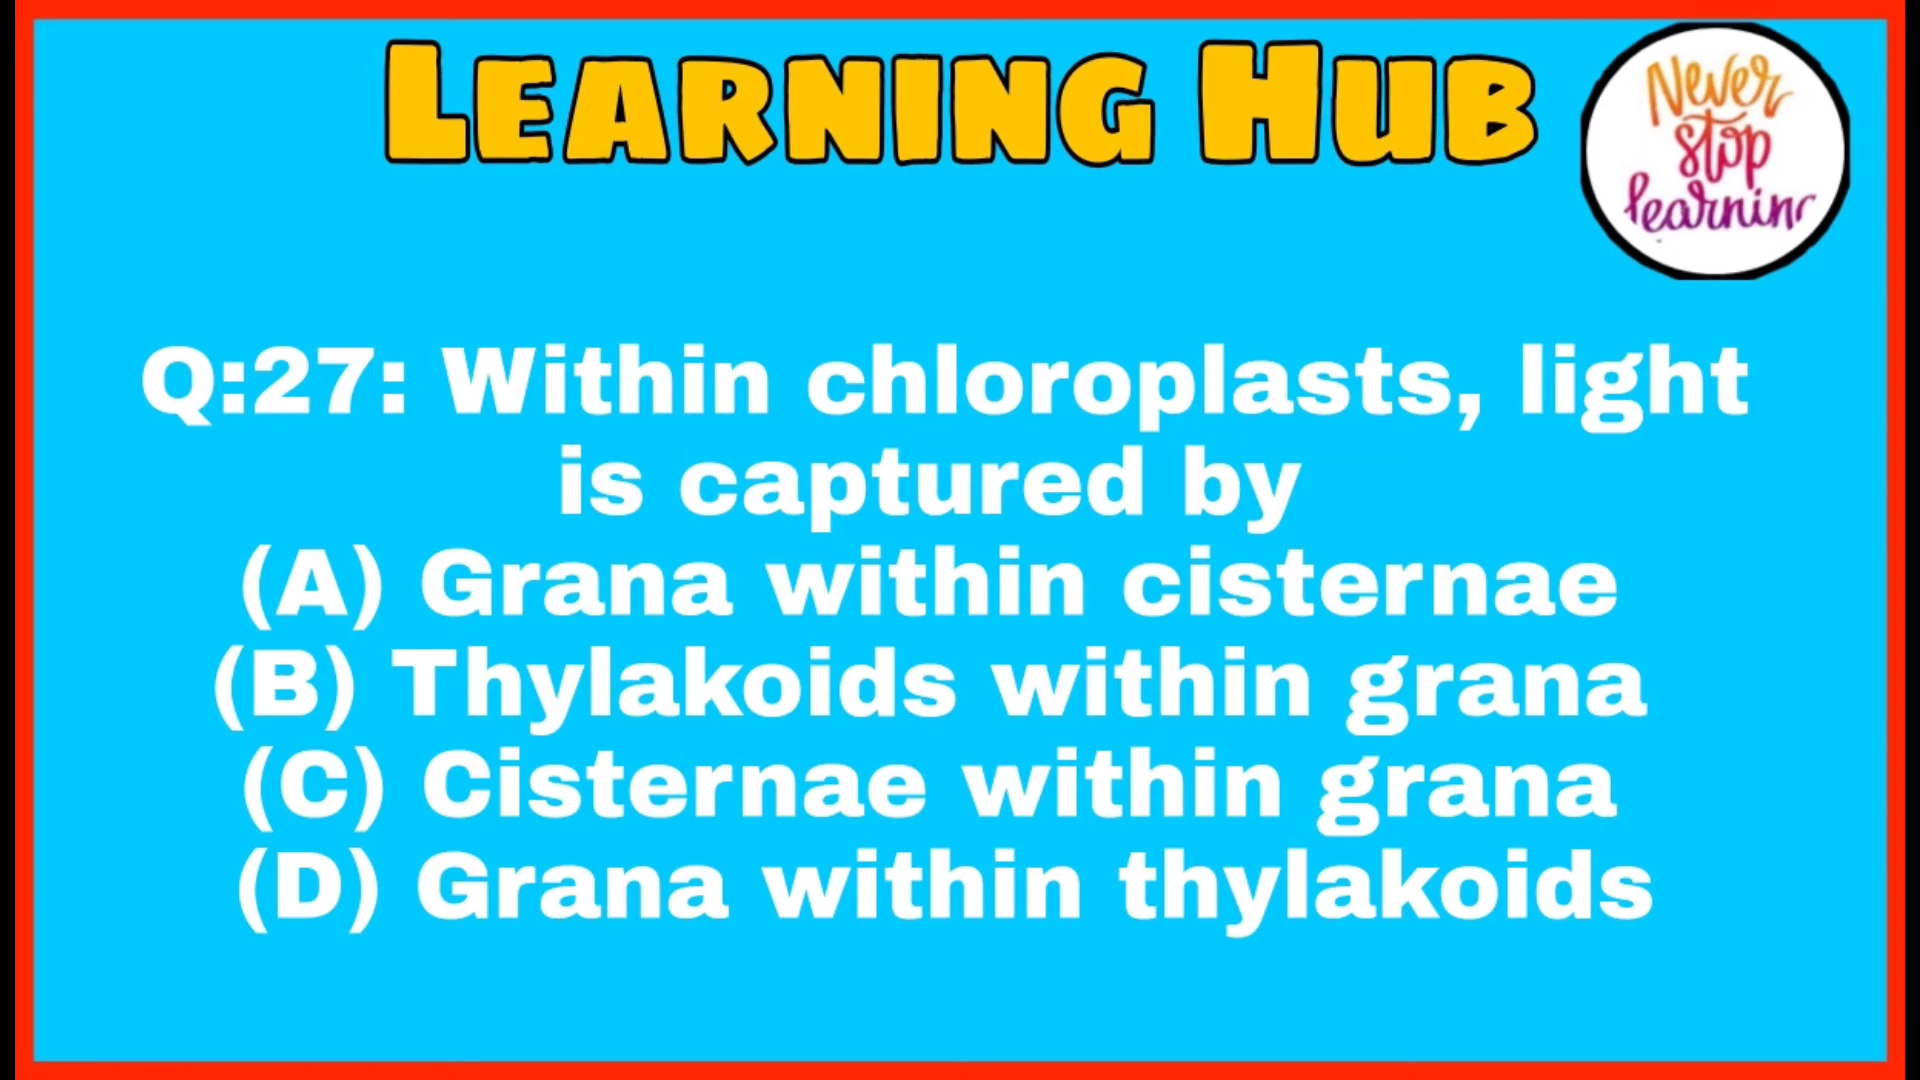 LEARNING HUB
Never
stop
learnin
Q:27: Within chloroplasts, light
is captured by
(A) Grana within cisternae
(B) Thylakoids within grana
(C) Cisternae within grana
(D) Grana within thylakoids